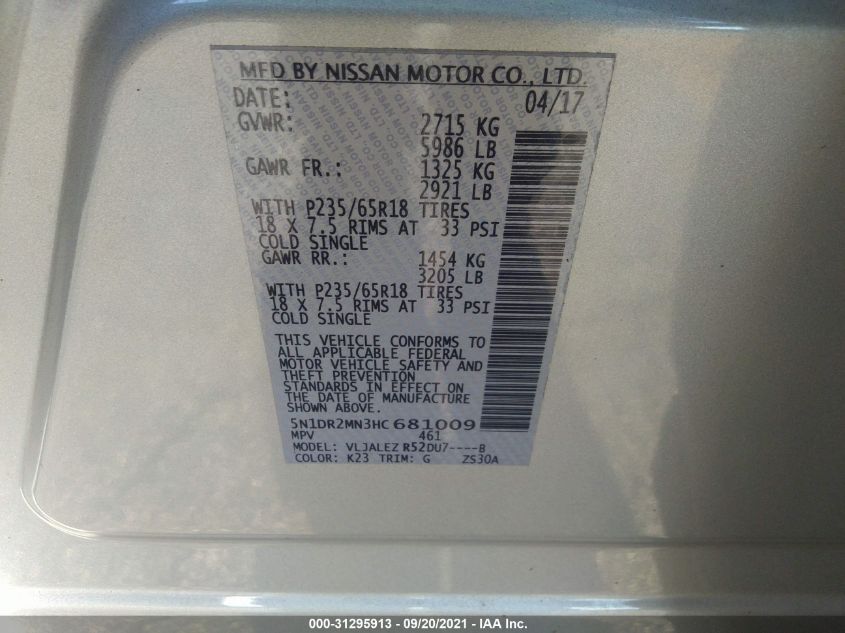 MFD BY NISSAN MOTOR CO., LTD.
DATE: 04/17
GVWR: 2715 KG
5986 LB
GAWR FR.: 1325 KG
2921 LB
WITH P235/65R18 TIRES
18 X 7.5 RIMS AT 33 PSI
COLD SINGLE
GAWR RR.: 1454 KG
3205 LB
WITH P235/65R18 TIRES
18 X 7.5 RIMS AT 33 PSI
COLD SINGLE
THIS VEHICLE CONFORMS TO
ALL APPLICABLE FEDERAL
MOTOR VEHICLE SAFETY AND
THEFT PREVENTION
STANDARDS IN EFFECT ON
THE DATE OF MANUFACTURE
SHOWN ABOVE.
5N1DR2MN3HC 681009
MPV 461
MODEL: VLJALEZ R52DU7----B
COLOR: K23 TRIM: G ZS30A
000-31295913 - 09/20/2021 - IAA Inc.